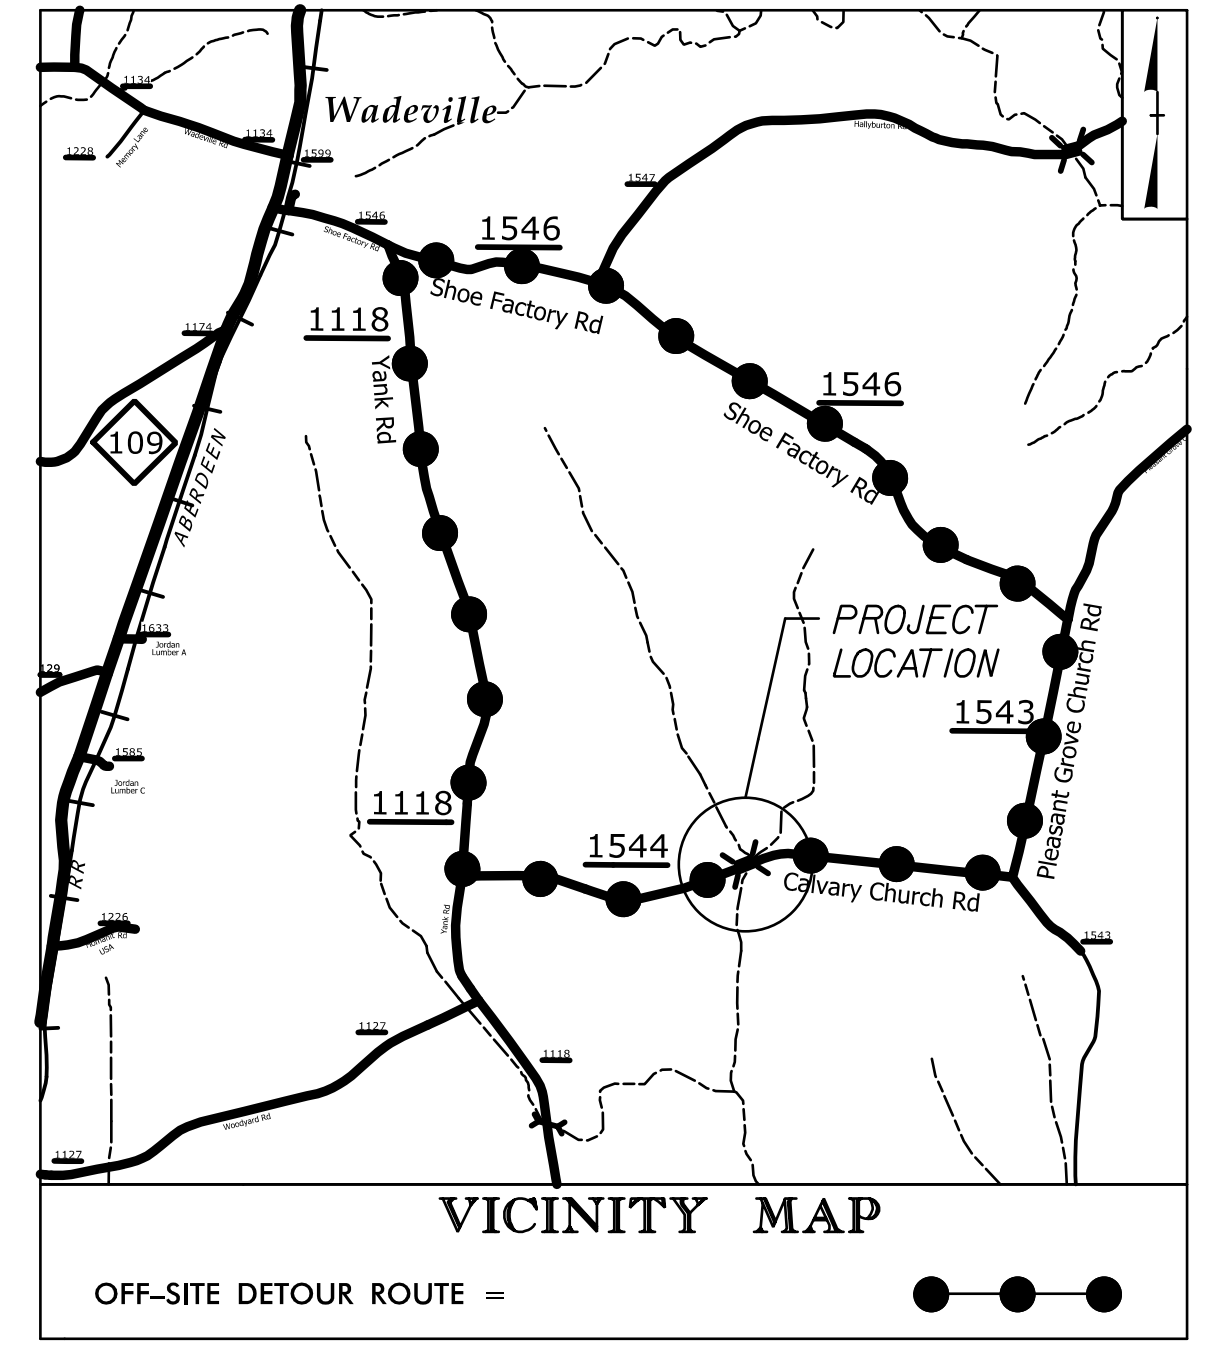 1134
Wadeville
1134
Wadeville Rd
1228
Memory Lane
1599
Hallyburton Rd
1547
1546
1546
Shoe Factory Rd
Shoe Factory Rd
1118
1174
Yank Rd
1546
Shoe Factory Rd
109
ABERDEEN
PROJECT
LOCATION
1633
Jordan
Lumber A
129
1543
Pleasant Grove Church Rd
1585
Jordan
Lumber C
1118
1544
RR
Calvary Church Rd
1226
USA
Yank Rd
1543
1127
1118
Woodyard Rd
1127
VICINITY MAP
OFF-SITE DETOUR ROUTE =